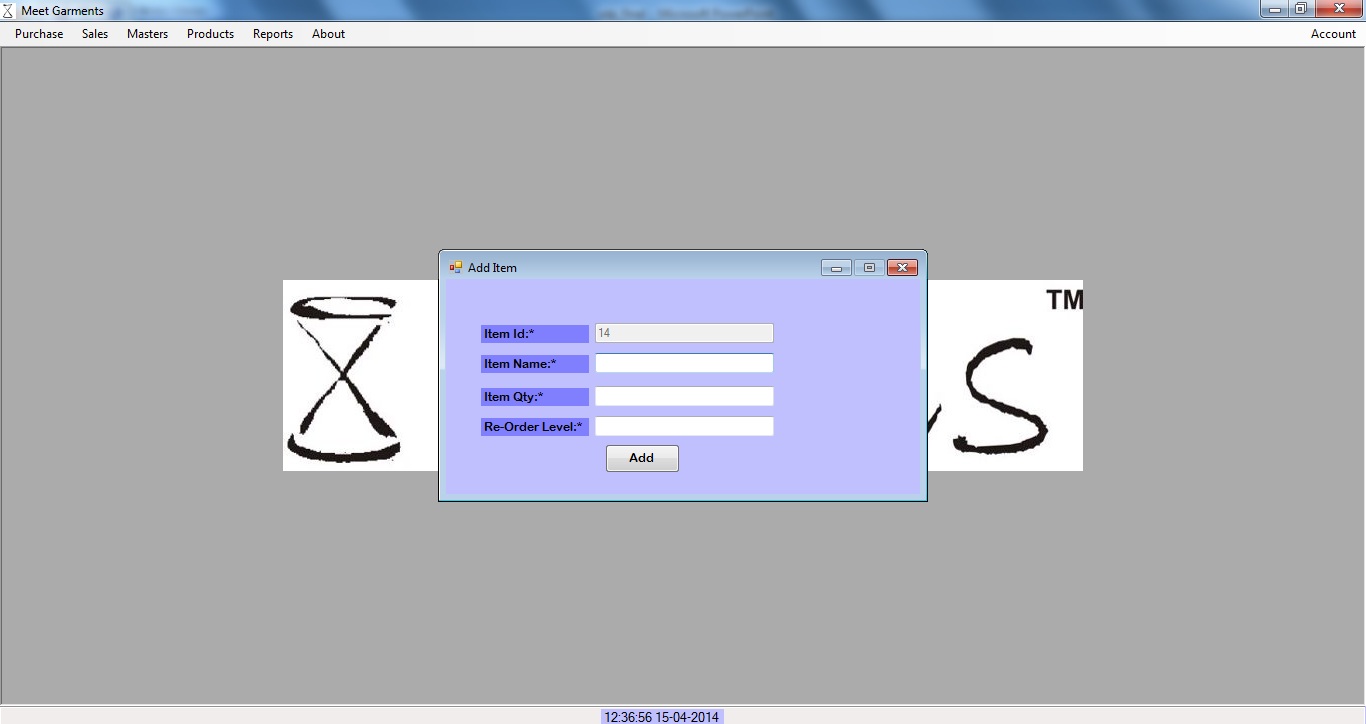 Meet Garments
Purchase Sales Masters Products Reports About Account
Add Item
TM
Item Id:* 14
Item Name:*
S
Item Qty:*
Re-Order Level:*
Add
12:36:56 15-04-2014